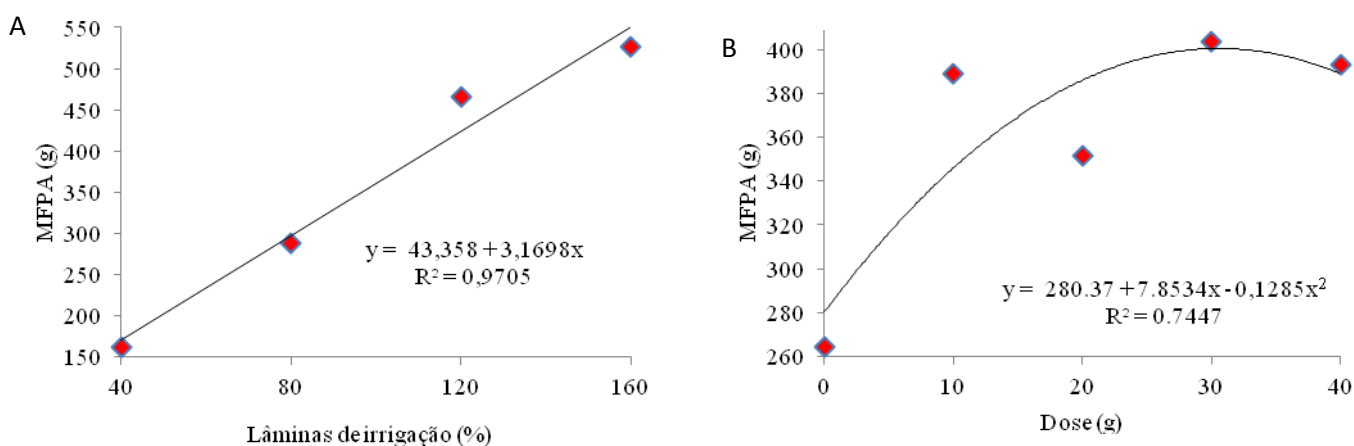 A
MFPA (g)
550
500
450
400
350
300
250
200
150
40 80 120 160
Lâminas de irrigação (%)
y = 43,358 + 3,1698x
R² = 0,9705
B
MFPA (g)
400
380
360
340
320
300
280
260
0 10 20 30 40
Dose (g)
y = 280.37 + 7.8534x - 0,1285x²
R² = 0.7447